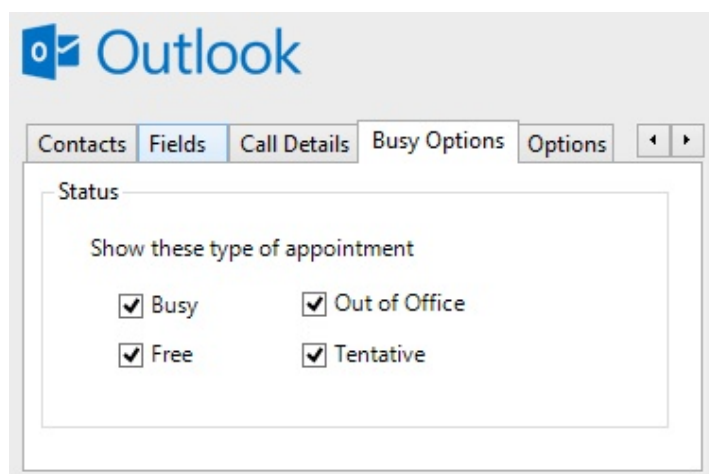 Outlook
Contacts Fields Call Details Busy Options Options
Status
Show these type of appointment
Busy Out of Office
Free Tentative